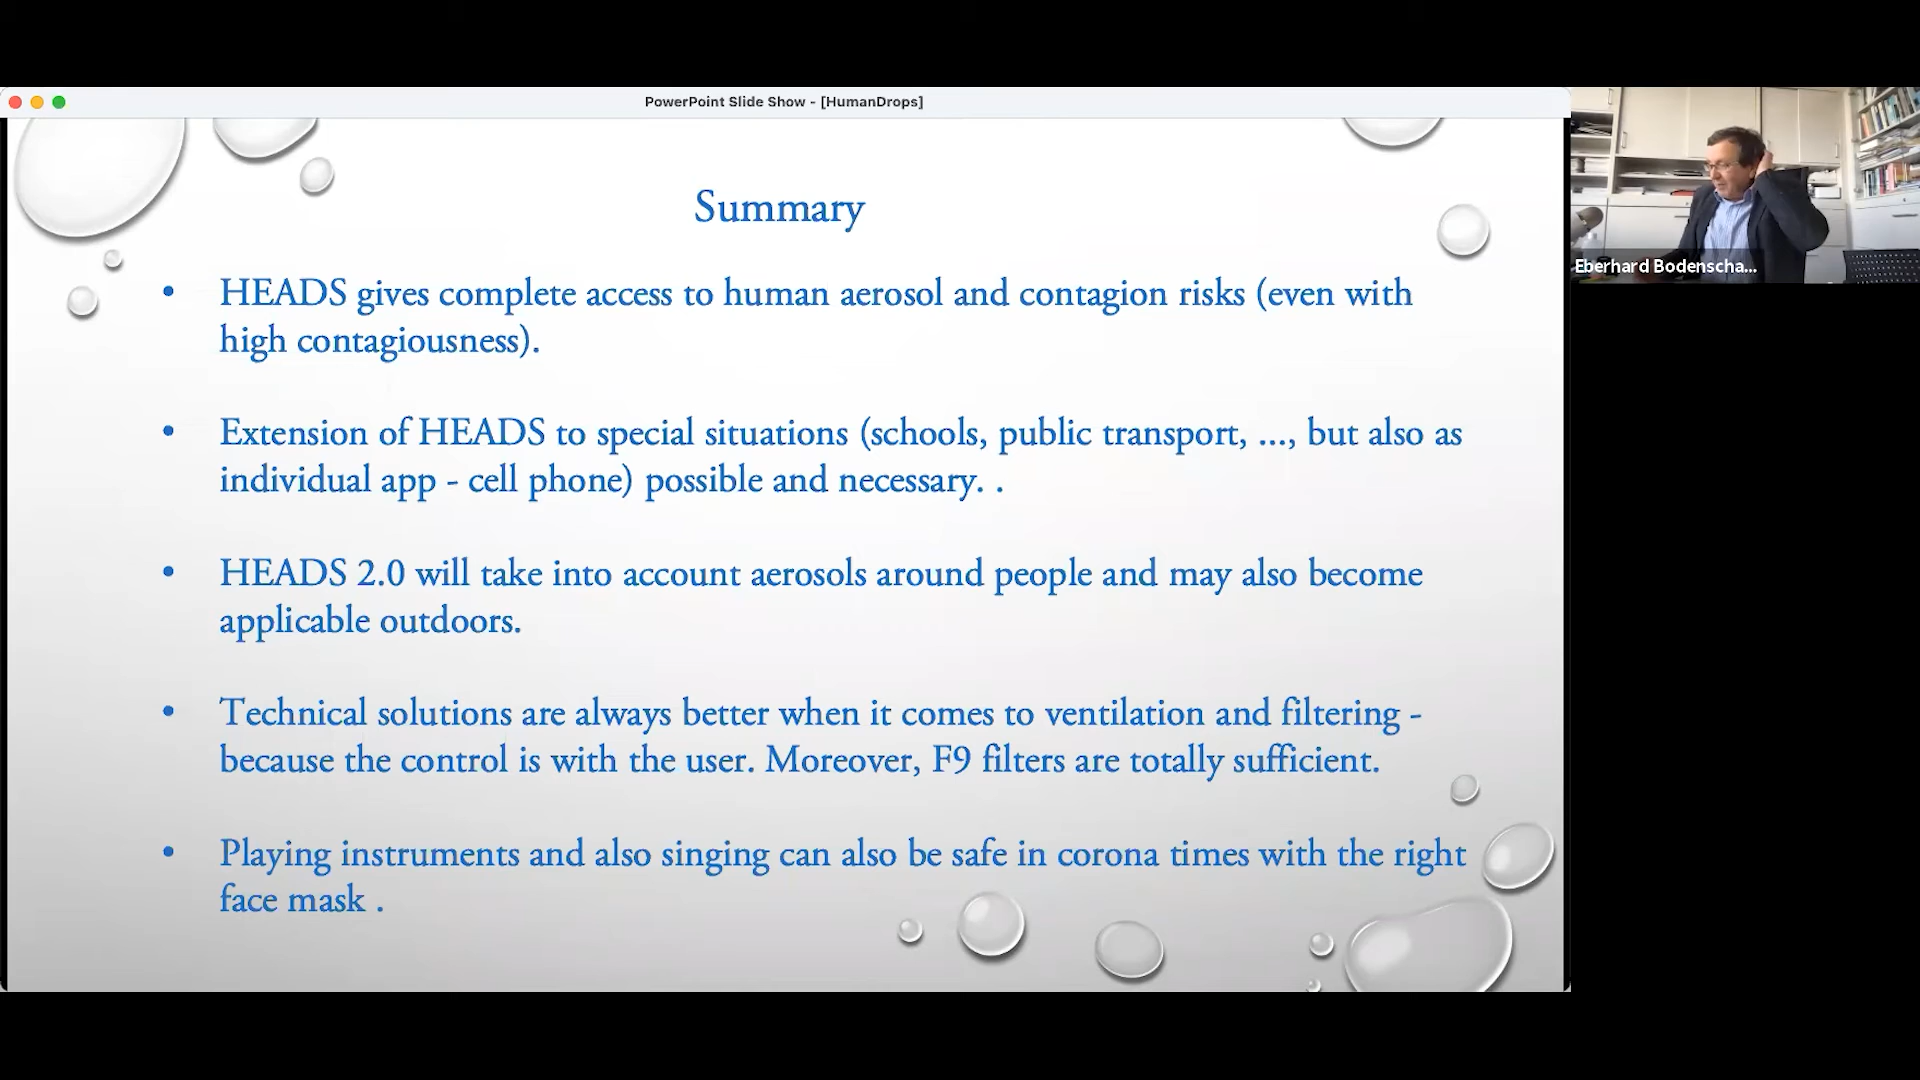 PowerPoint Slide Show - [HumanDrops]
Summary
• HEADS gives complete access to human aerosol and contagion risks (even with
high contagiousness).
• Extension of HEADS to special situations (schools, public transport, ..., but also as
individual app - cell phone) possible and necessary. .
• HEADS 2.0 will take into account aerosols around people and may also become
applicable outdoors.
• Technical solutions are always better when it comes to ventilation and filtering -
because the control is with the user. Moreover, F9 filters are totally sufficient.
• Playing instruments and also singing can also be safe in corona times with the right
face mask .
Eberhard Bodenscha...